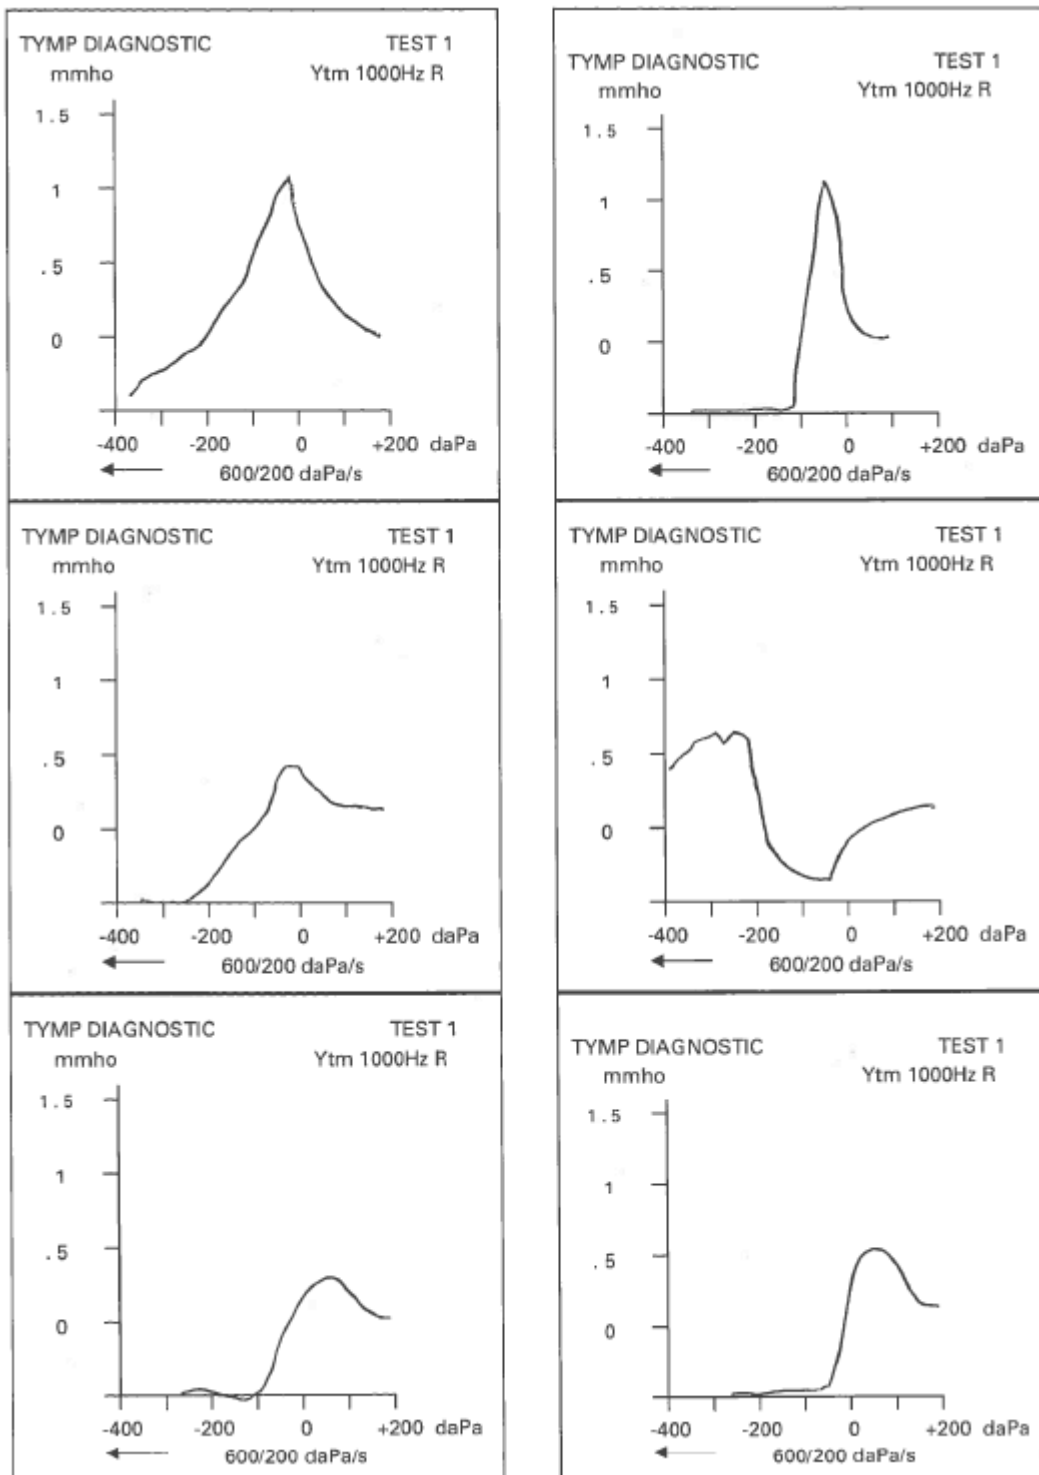 TYMP DIAGNOSTIC TEST 1
mmho Ytm 1000Hz R
1.5
1
.5
0
-400 -200 0 +200 daPa
600/200 daPa/s
TYMP DIAGNOSTIC TEST 1
mmho Ytm 1000Hz R
1.5
1
.5
0
-400 -200 0 +200 daPa
600/200 daPa/s
TYMP DIAGNOSTIC TEST 1
mmho Ytm 1000Hz R
1.5
1
.5
0
-400 -200 0 +200 daPa
600/200 daPa/s
TYMP DIAGNOSTIC TEST 1
mmho Ytm 1000Hz R
1.5
1
.5
0
-400 -200 0 +200 daPa
600/200 daPa/s
TYMP DIAGNOSTIC TEST 1
mmho Ytm 1000Hz R
1.5
1
.5
0
-400 -200 0 +200 daPa
600/200 daPa/s
TYMP DIAGNOSTIC TEST 1
mmho Ytm 1000Hz R
1.5
1
.5
0
-400 -200 0 +200 daPa
600/200 daPa/s